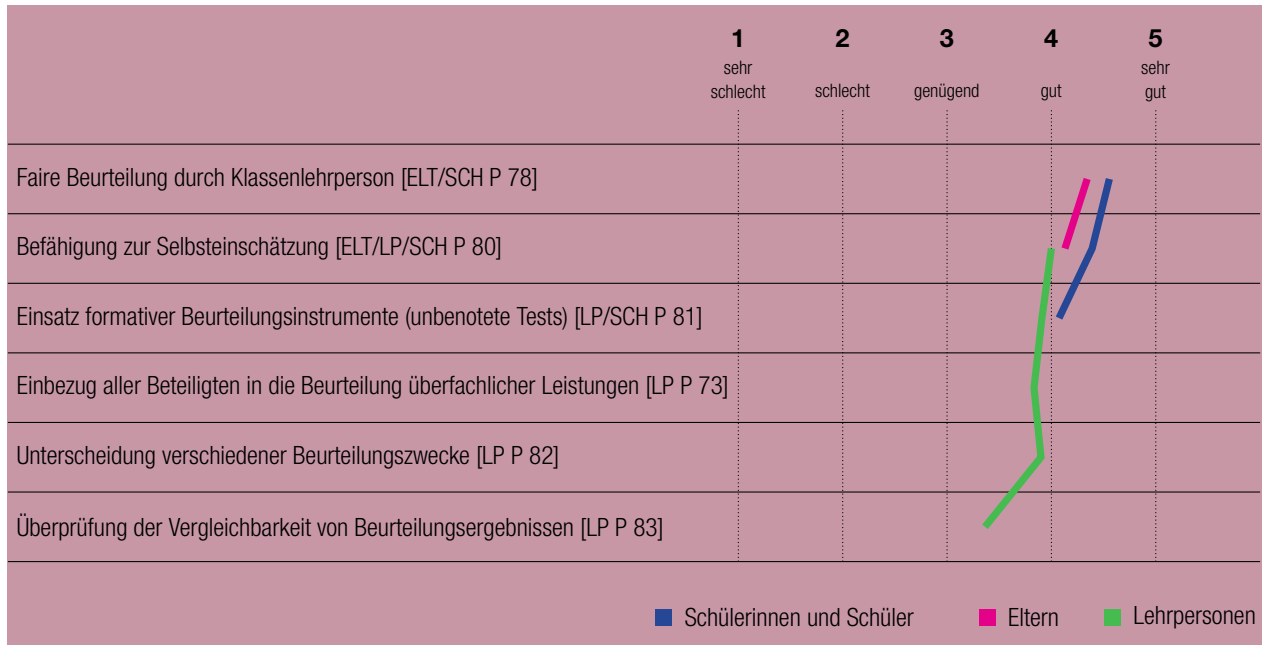 1 2 3 4 5
sehr schlecht schlecht genügend gut sehr gut
Faire Beurteilung durch Klassenlehrperson [ELT/SCH P 78]
Befähigung zur Selbsteinschätzung [ELT/LP/SCH P 80]
Einsatz formativer Beurteilungsinstrumente (unbenotete Tests) [LP/SCH P 81]
Einbezug aller Beteiligten in die Beurteilung überfachlicher Leistungen [LP P 73]
Unterscheidung verschiedener Beurteilungszwecke [LP P 82]
Überprüfung der Vergleichbarkeit von Beurteilungsergebnissen [LP P 83]
Schülerinnen und Schüler Eltern Lehrpersonen